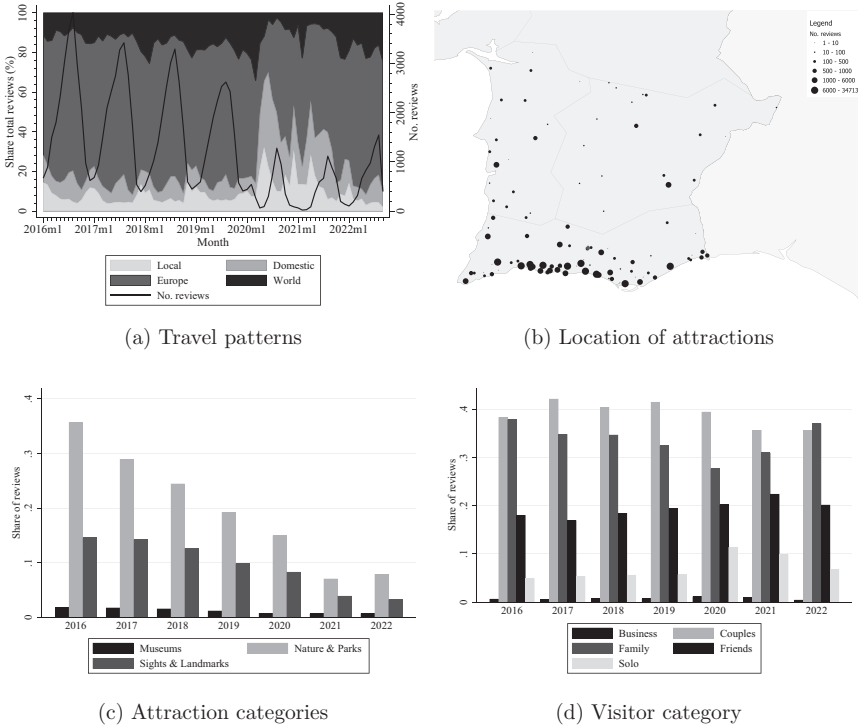 Share total reviews (%)
0 20 40 60 80 100
No. reviews
0 1000 2000 3000 4000
2016m1 2017m1 2018m1 2019m1 2020m1 2021m1 2022m1
Month
Local Domestic
Europe World
No. reviews
(a) Travel patterns
Legend
No. reviews
1 - 10
10 - 100
100 - 500
500 - 1000
1000 - 6000
6000 - 34713
(b) Location of attractions
Share of reviews
0 .1 .2 .3 .4
2016 2017 2018 2019 2020 2021 2022
Museums Nature & Parks
Sights & Landmarks
(c) Attraction categories
Share of reviews
0 .1 .2 .3 .4
2016 2017 2018 2019 2020 2021 2022
Business Couples
Family Friends
Solo
(d) Visitor category